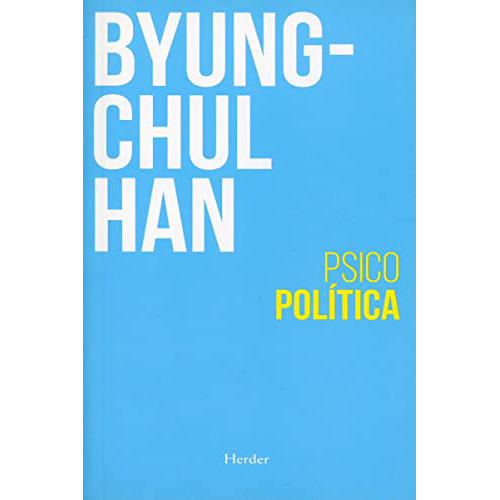 BYUNG-
CHUL
HAN
PSICO
POLÍTICA
Herder